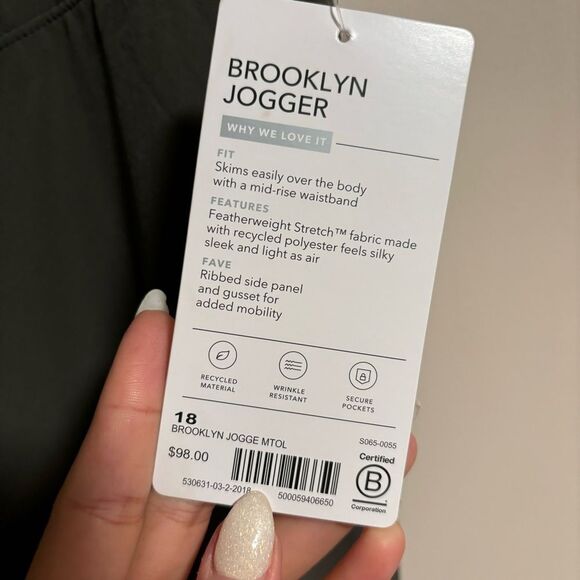 BROOKLYN
JOGGER
WHY WE LOVE IT
FIT
Skims easily over the body
with a mid-rise waistband
FEATURES
Featherweight Stretch™ fabric made
with recycled polyester feels silky
sleek and light as air
FAVE
Ribbed side panel
and gusset for
added mobility
RECYCLED
MATERIAL
WRINKLE
RESISTANT
SECURE
POCKETS
18
BROOKLYN JOGGE MTOL
S065-0055
$98.00
530631-03-2-2018
500059406650
Certified
B
Corporation